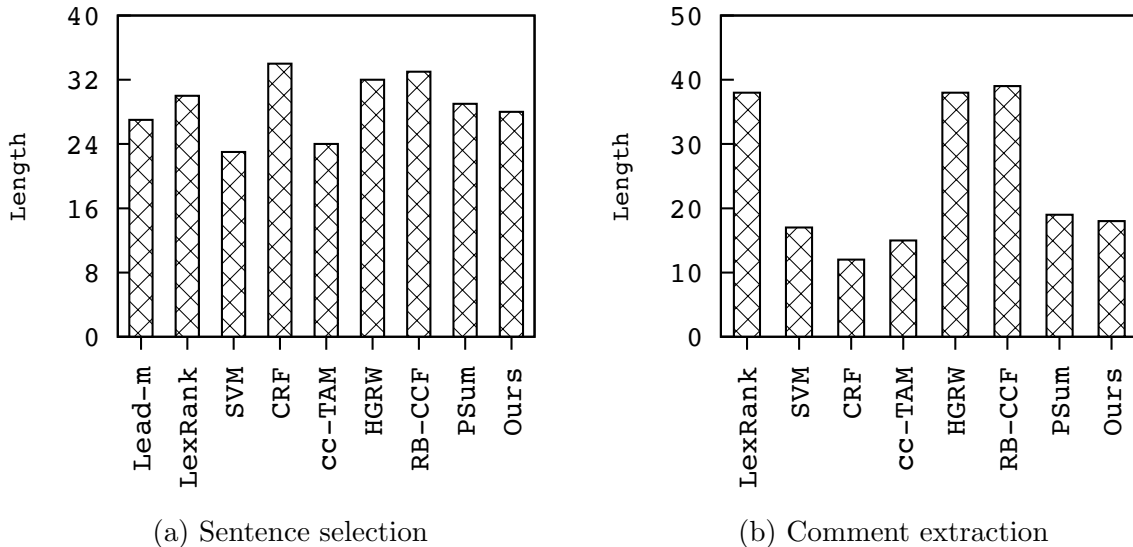 40
32
24
16
8
0
Length
Lead-m
LexRank
SVM
CRF
cc-TAM
HGRW
RB-CCF
PSum
Ours
(a) Sentence selection
50
40
30
20
10
0
Length
LexRank
SVM
CRF
cc-TAM
HGRW
RB-CCF
PSum
Ours
(b) Comment extraction